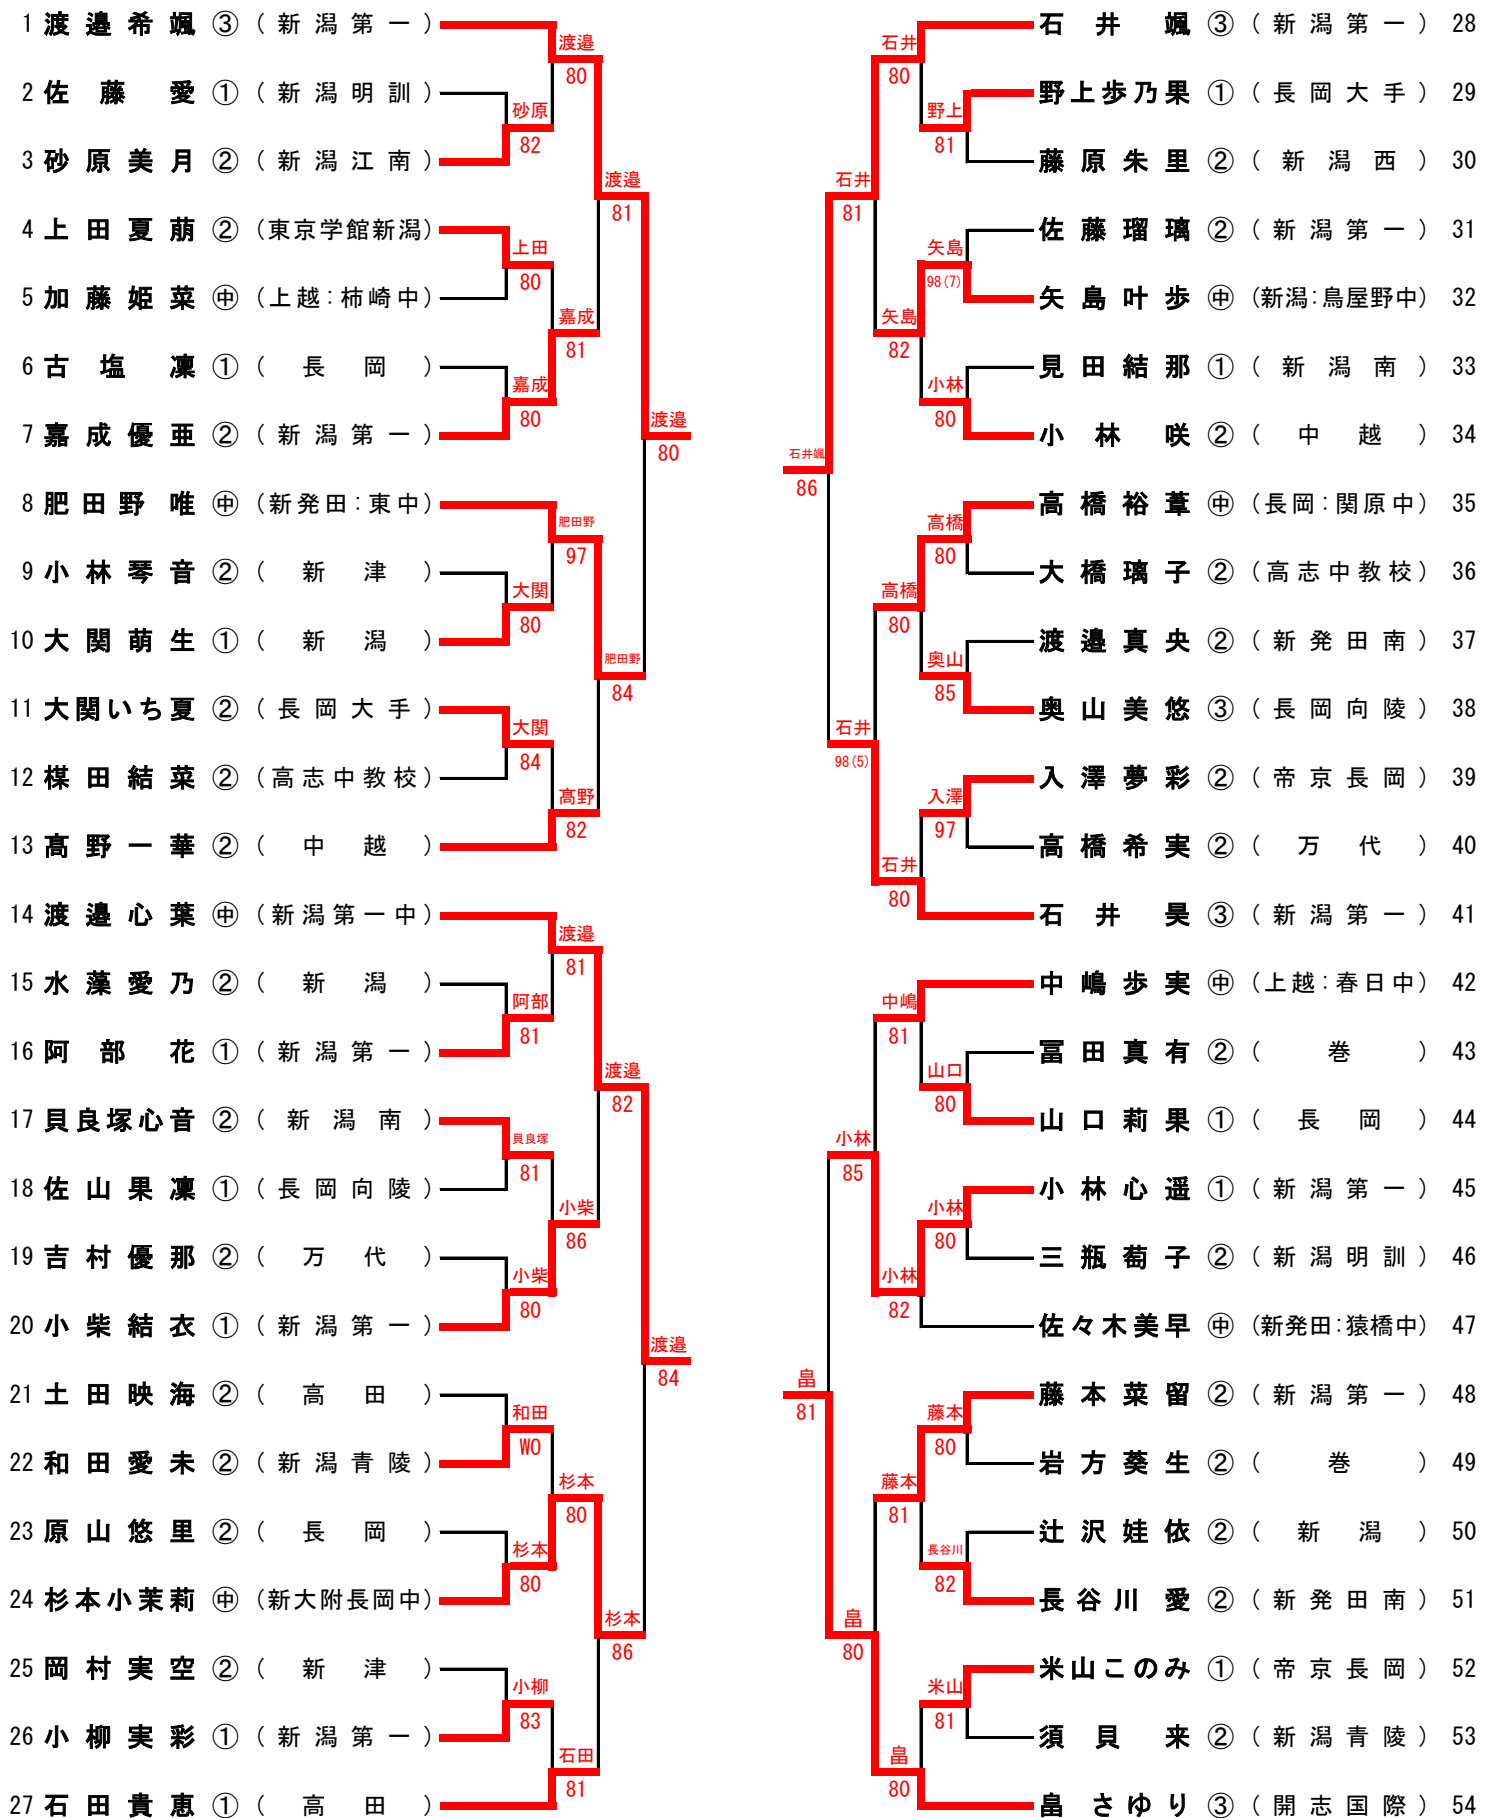 1 渡邉希颯 ③ (新潟第一)
2 佐藤愛 ① (新潟明訓)
3 砂原美月 ② (新潟江南)
4 上田夏萠 ② (東京学館新潟)
5 加藤姫菜 ㊥ (上越:柿崎中)
6 古塩凜 ① (長岡)
7 嘉成優亜 ② (新潟第一)
8 肥田野唯 ㊥ (新発田:東中)
9 小林琴音 ② (新津)
10 大関萌生 ① (新潟)
11 大関いち夏 ② (長岡大手)
12 楳田結菜 ② (高志中教校)
13 髙野一華 ② (中越)
14 渡邉心葉 ㊥ (新潟第一中)
15 水藻愛乃 ② (新潟)
16 阿部花 ① (新潟第一)
17 貝良塚心音 ② (新潟南)
18 佐山果凜 ① (長岡向陵)
19 吉村優那 ② (万代)
20 小柴結衣 ① (新潟第一)
21 土田映海 ② (高田)
22 和田愛未 ② (新潟青陵)
23 原山悠里 ② (長岡)
24 杉本小茉莉 ㊥ (新大附長岡中)
25 岡村実空 ② (新津)
26 小柳実彩 ① (新潟第一)
27 石田貴恵 ① (高田)
砂原
82
上田
80
嘉成
80
大関
80
大関
84
阿部
81
貝良塚
81
小柴
80
和田
WO
杉本
80
小柳
83
渡邉
80
嘉成
81
肥田野
97
髙野
82
渡邉
81
小柴
86
杉本
80
石田
81
渡邉
81
肥田野
84
渡邉
82
杉本
86
渡邉
80
渡邉
84
石井颯
86
畠
81
石井
81
石井
98(5)
小林
85
畠
80
石井
80
矢島
82
高橋
80
石井
80
中嶋
81
小林
82
藤本
81
畠
80
野上
81
矢島
98(7)
小林
80
高橋
80
奥山
85
入澤
97
山口
80
小林
80
藤本
80
長谷川
82
米山
81
石井颯 ③ (新潟第一) 28
野上歩乃果 ① (長岡大手) 29
藤原朱里 ② (新潟西) 30
佐藤瑠璃 ② (新潟第一) 31
矢島叶歩 ㊥ (新潟:鳥屋野中) 32
見田結那 ① (新潟南) 33
小林咲 ② (中越) 34
高橋裕葦 ㊥ (長岡:関原中) 35
大橋璃子 ② (高志中教校) 36
渡邉真央 ② (新発田南) 37
奥山美悠 ③ (長岡向陵) 38
入澤夢彩 ② (帝京長岡) 39
高橋希実 ② (万代) 40
石井昊 ③ (新潟第一) 41
中嶋歩実 ㊥ (上越:春日中) 42
冨田真有 ② (巻) 43
山口莉果 ① (長岡) 44
小林心遥 ① (新潟第一) 45
三瓶萄子 ② (新潟明訓) 46
佐々木美早 ㊥ (新発田:猿橋中) 47
藤本菜留 ② (新潟第一) 48
岩方葵生 ② (巻) 49
辻沢娃依 ② (新潟) 50
長谷川愛 ② (新発田南) 51
米山このみ ① (帝京長岡) 52
須貝来 ② (新潟青陵) 53
畠さゆり ③ (開志国際) 54